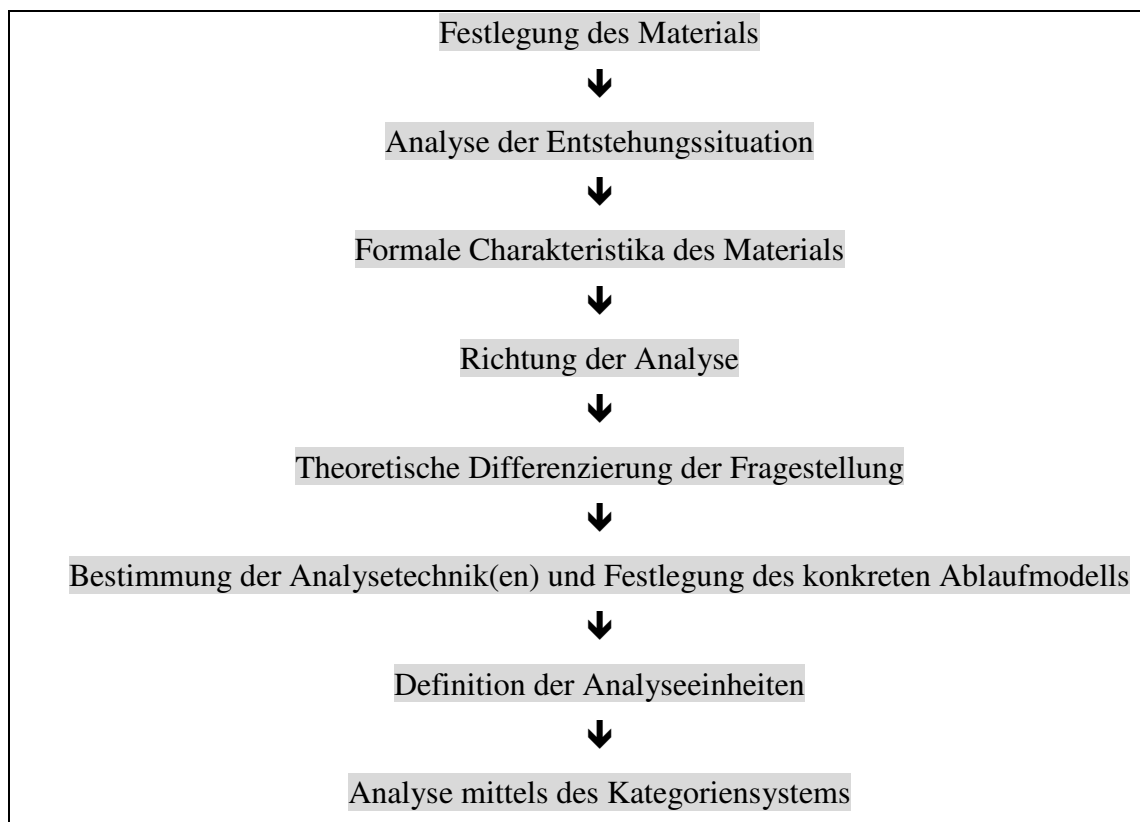 Festlegung des Materials
Analyse der Entstehungssituation
Formale Charakteristika des Materials
Richtung der Analyse
Theoretische Differenzierung der Fragestellung
Bestimmung der Analysetechnik(en) und Festlegung des konkreten Ablaufmodells
Definition der Analyseeinheiten
Analyse mittels des Kategoriensystems